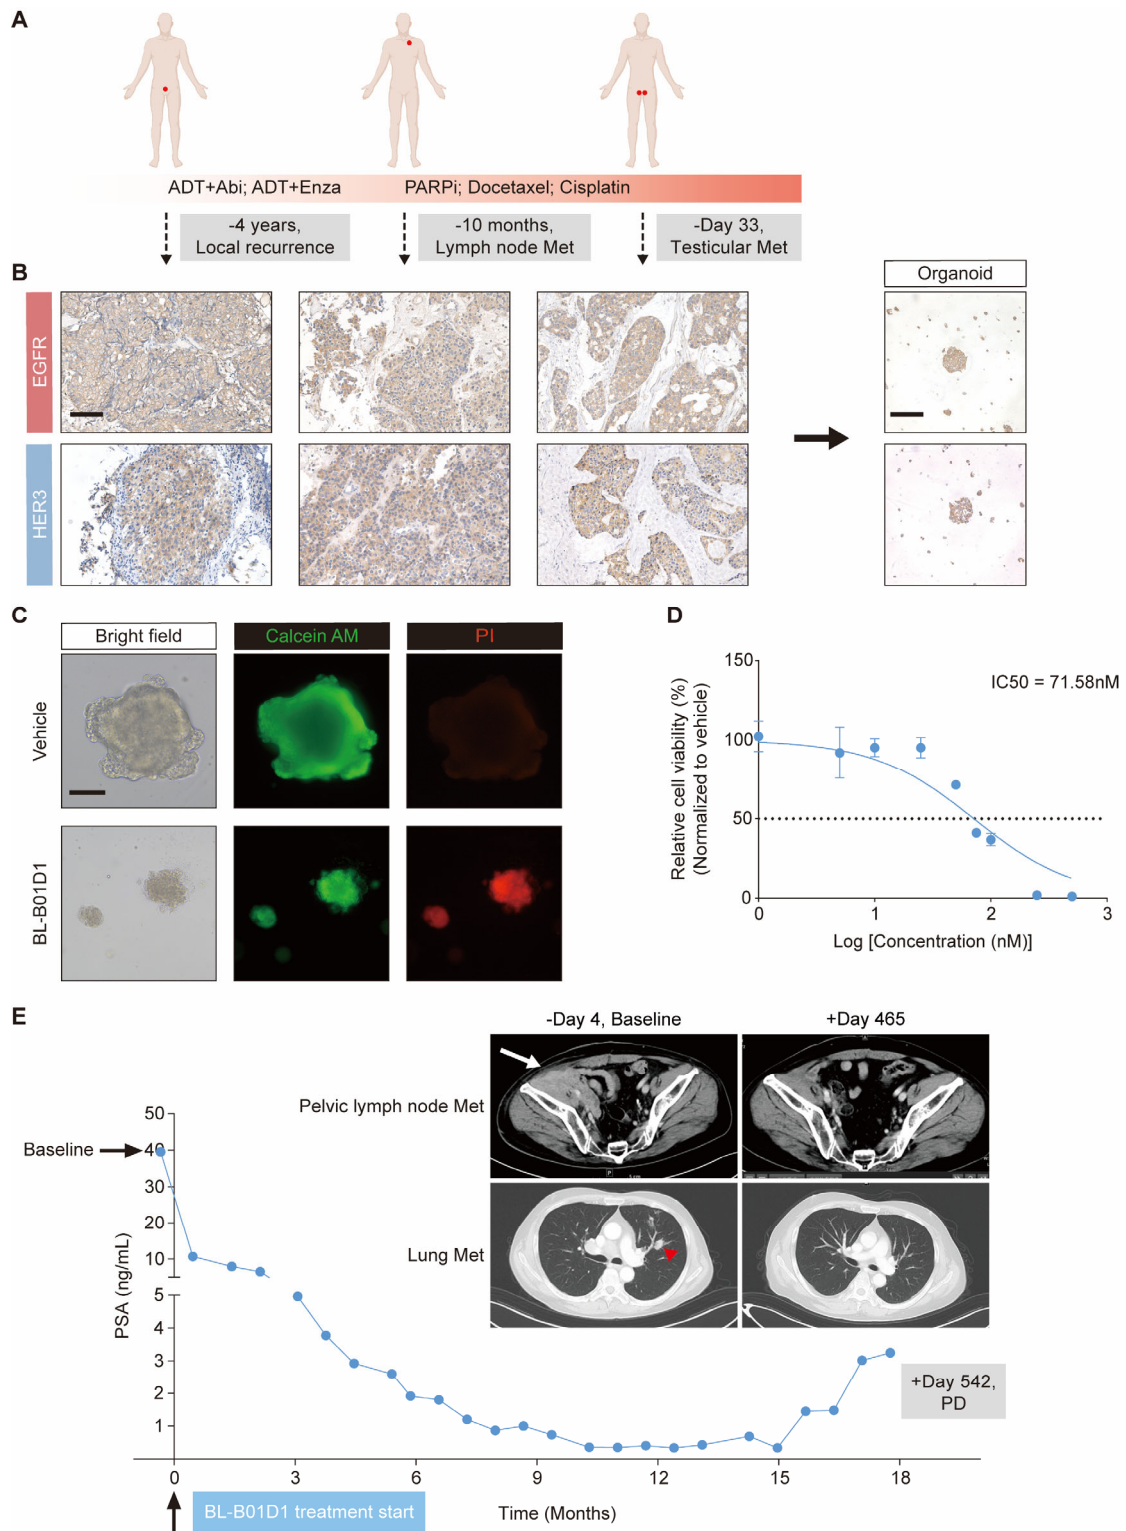 A
ADT+Abi; ADT+Enza
PARPi; Docetaxel; Cisplatin
-4 years,
Local recurrence
-10 months,
Lymph node Met
-Day 33,
Testicular Met
B
Organoid
EGFR
HER3
C
Bright field
Calcein AM
PI
Vehicle
BL-B01D1
D
150
100
50
0
Relative cell viability (%)
(Normalized to vehicle)
IC50 = 71.58nM
0
1
2
3
Log [Concentration (nM)]
E
-Day 4, Baseline
+Day 465
Pelvic lymph node Met
Lung Met
Baseline
50
40
30
20
10
5
4
3
2
1
PSA (ng/mL)
+Day 542,
PD
0
3
6
9
12
15
18
BL-B01D1 treatment start
Time (Months)